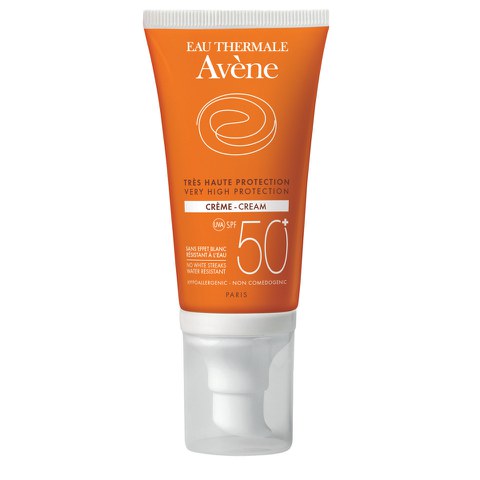 EAU THERMALE
Avène
TRÈS HAUTE PROTECTION
VERY HIGH PROTECTION
CRÈME - CREAM
UVA SPF 50+
SANS EFFET BLANC
RÉSISTANT À L'EAU
NO WHITE STREAKS
WATER RESISTANT
HYPOALLERGENIC - NON COMEDOGENIC
PARIS